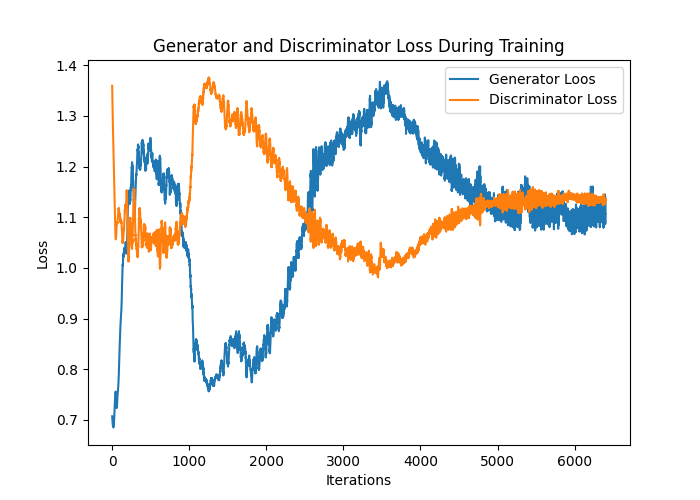 Generator and Discriminator Loss During Training
Generator Loos
Discriminator Loss
1.4
1.3
1.2
1.1
1.0
0.9
0.8
0.7
Loss
0 1000 2000 3000 4000 5000 6000
Iterations